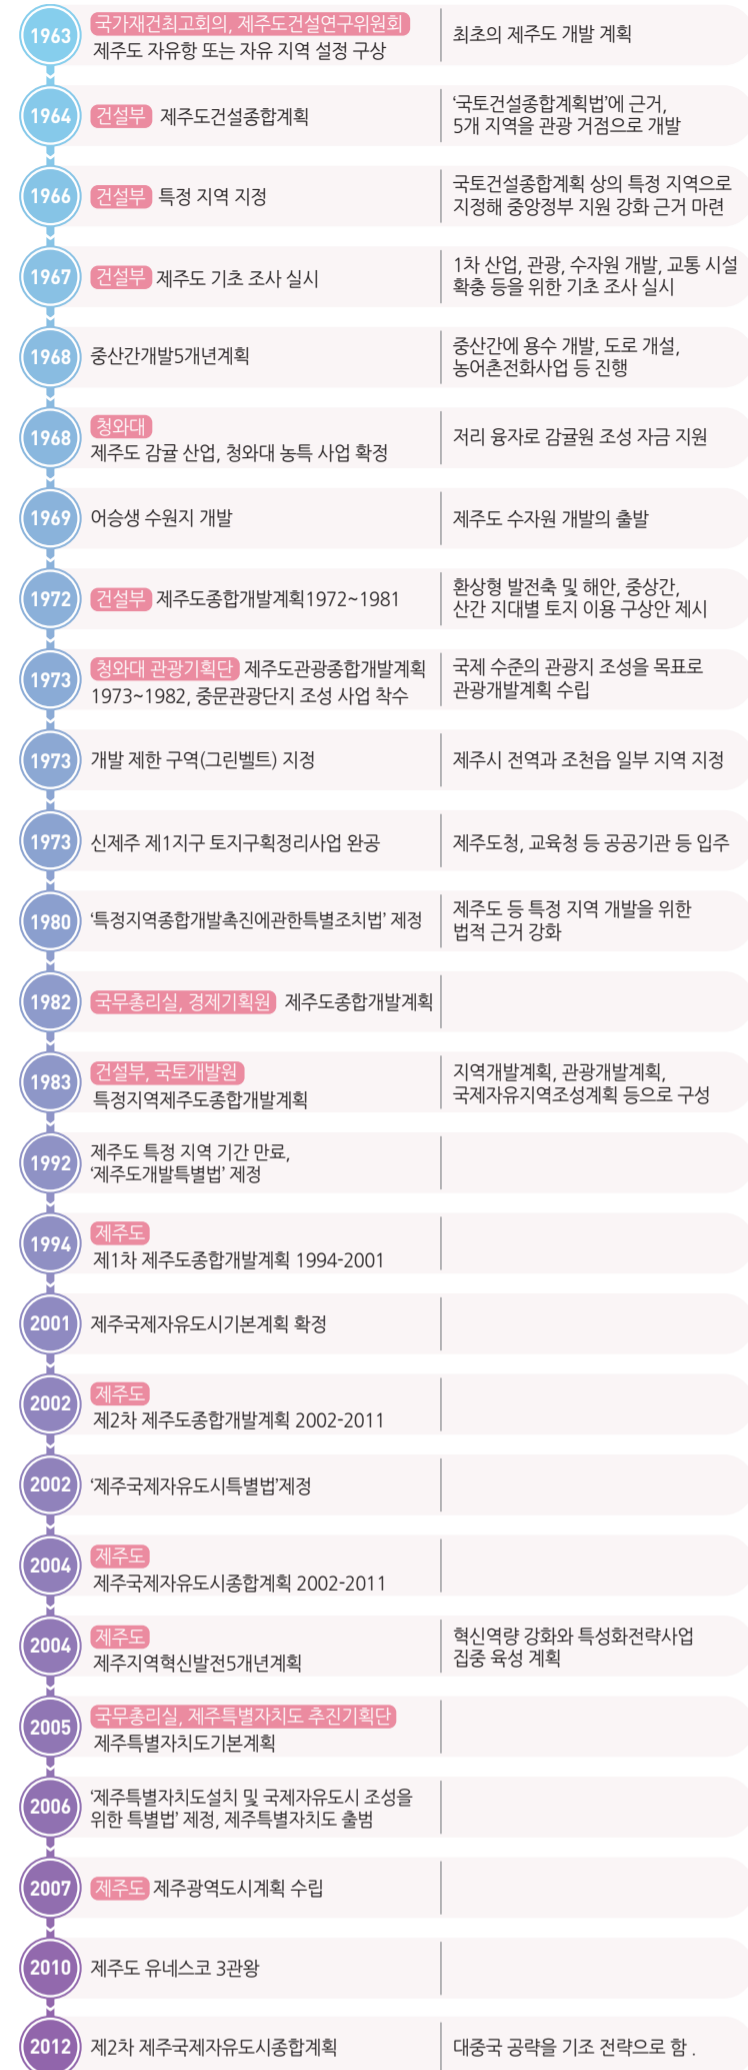 1963
국가재건최고회의, 제주도건설연구위원회
제주도 자유항 또는 자유 지역 설정 구상
최초의 제주도 개발 계획
1964
건설부 제주도건설종합계획
‘국토건설종합계획법’에 근거,
5개 지역을 관광 거점으로 개발
1966
건설부 특정 지역 지정
국토건설종합계획 상의 특정 지역으로
지정해 중앙정부 지원 강화 근거 마련
1967
건설부 제주도 기초 조사 실시
1차 산업, 관광, 수자원 개발, 교통 시설
확충 등을 위한 기초 조사 실시
1968
중산간개발5개년계획
중산간에 용수 개발, 도로 개설,
농어촌전화사업 등 진행
1968
청와대
제주도 감귤 산업, 청와대 농특 사업 확정
저리 융자로 감귤원 조성 자금 지원
1969
어승생 수원지 개발
제주도 수자원 개발의 출발
1972
건설부 제주도종합개발계획1972~1981
환상형 발전축 및 해안, 중상간,
산간 지대별 토지 이용 구상안 제시
1973
청와대 관광기획단 제주도관광종합개발계획
1973~1982, 중문관광단지 조성 사업 착수
국제 수준의 관광지 조성을 목표로
관광개발계획 수립
1973
개발 제한 구역(그린벨트) 지정
제주시 전역과 조천읍 일부 지역 지정
1973
신제주 제1지구 토지구획정리사업 완공
제주도청, 교육청 등 공공기관 등 입주
1980
‘특정지역종합개발촉진에관한특별조치법’ 제정
제주도 등 특정 지역 개발을 위한
법적 근거 강화
1982
국무총리실, 경제기획원 제주도종합개발계획
1983
건설부, 국토개발원
특정지역제주도종합개발계획
지역개발계획, 관광개발계획,
국제자유지역조성계획 등으로 구성
1992
제주도 특정 지역 기간 만료,
‘제주도개발특별법’ 제정
1994
제주도
제1차 제주도종합개발계획 1994-2001
2001
제주국제자유도시기본계획 확정
2002
제주도
제2차 제주도종합개발계획 2002-2011
2002
‘제주국제자유도시특별법’제정
2004
제주도
제주국제자유도시종합계획 2002-2011
2004
제주도
제주지역혁신발전5개년계획
혁신역량 강화와 특성화전략사업
집중 육성 계획
2005
국무총리실, 제주특별자치도 추진기획단
제주특별자치도기본계획
2006
‘제주특별자치도설치 및 국제자유도시 조성을
위한 특별법’ 제정, 제주특별자치도 출범
2007
제주도 제주광역도시계획 수립
2010
제주도 유네스코 3관왕
2012
제2차 제주국제자유도시종합계획
대중국 공략을 기조 전략으로 함 .